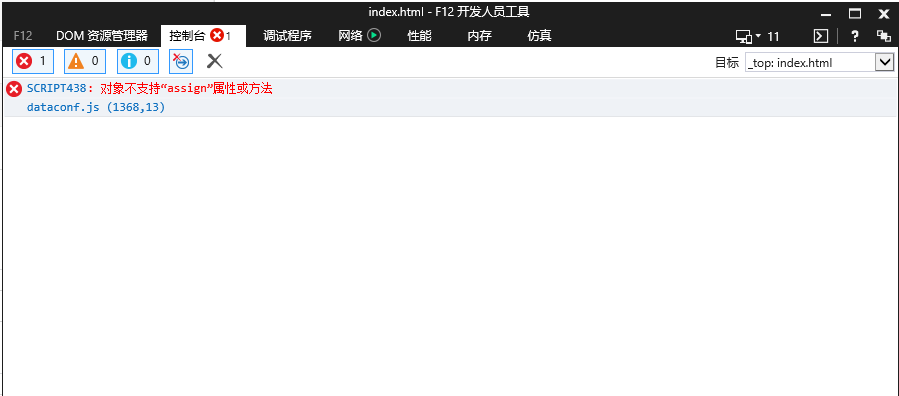 index.html - F12 开发人员工具
F12 DOM 资源管理器 控制台 1 调试程序 网络 性能 内存 仿真 11 ?
1 0 0 目标 _top: index.html
SCRIPT438: 对象不支持“assign”属性或方法
dataconf.js (1368,13)